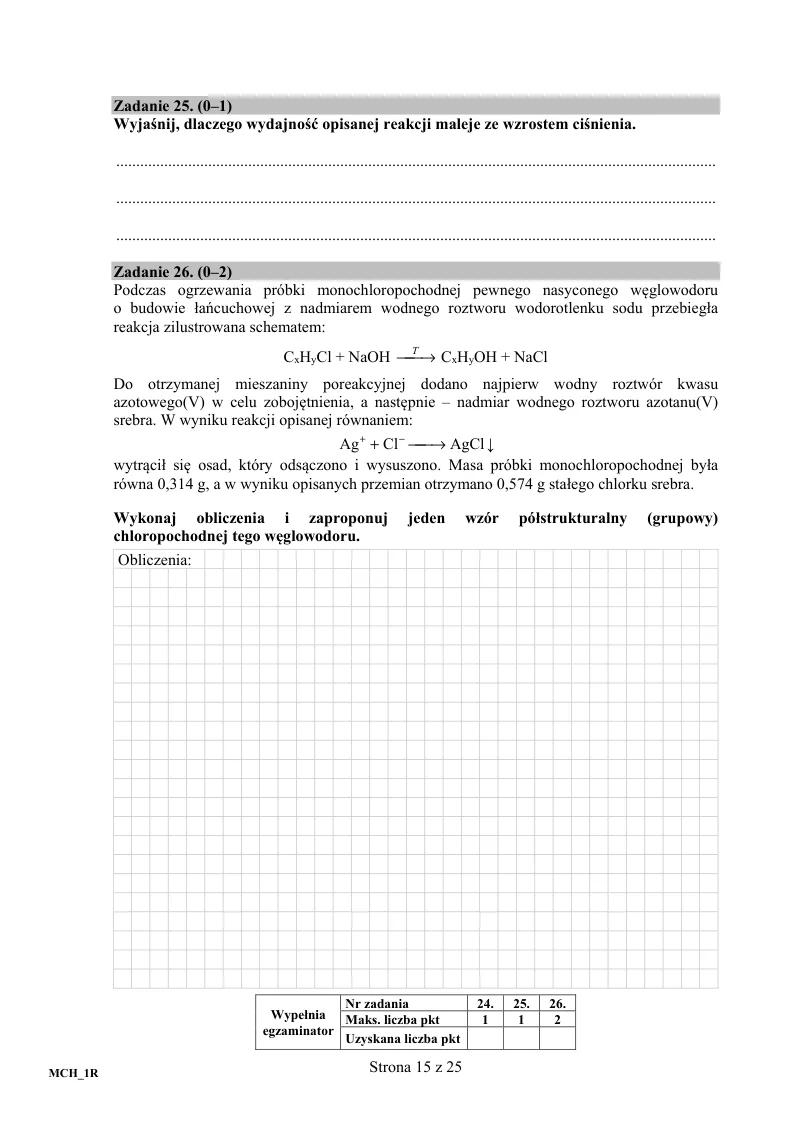 Zadanie 25. (0–1)
Wyjaśnij, dlaczego wydajność opisanej reakcji maleje ze wzrostem ciśnienia.
Zadanie 26. (0–2)
Podczas ogrzewania próbki monochloropochodnej pewnego nasyconego węglowodoru
o budowie łańcuchowej z nadmiarem wodnego roztworu wodorotlenku sodu przebiegła
reakcja zilustrowana schematem:
CxHyCl + NaOH —T→ CxHyOH + NaCl
Do otrzymanej mieszaniny poreakcyjnej dodano najpierw wodny roztwór kwasu
azotowego(V) w celu zobojętnienia, a następnie – nadmiar wodnego roztworu azotanu(V)
srebra. W wyniku reakcji opisanej równaniem:
Ag⁺ + Cl⁻ ⟶ AgCl↓
wytrącił się osad, który odsączono i wysuszono. Masa próbki monochloropochodnej była
równa 0,314 g, a w wyniku opisanych przemian otrzymano 0,574 g stałego chlorku srebra.
Wykonaj obliczenia i zaproponuj jeden wzór półstrukturalny (grupowy)
chloropochodnej tego węglowodoru.
Obliczenia:
Wypełnia
egzaminator
Nr zadania 24. 25. 26.
Maks. liczba pkt 1 1 2
Uzyskana liczba pkt
MCH_1R
Strona 15 z 25